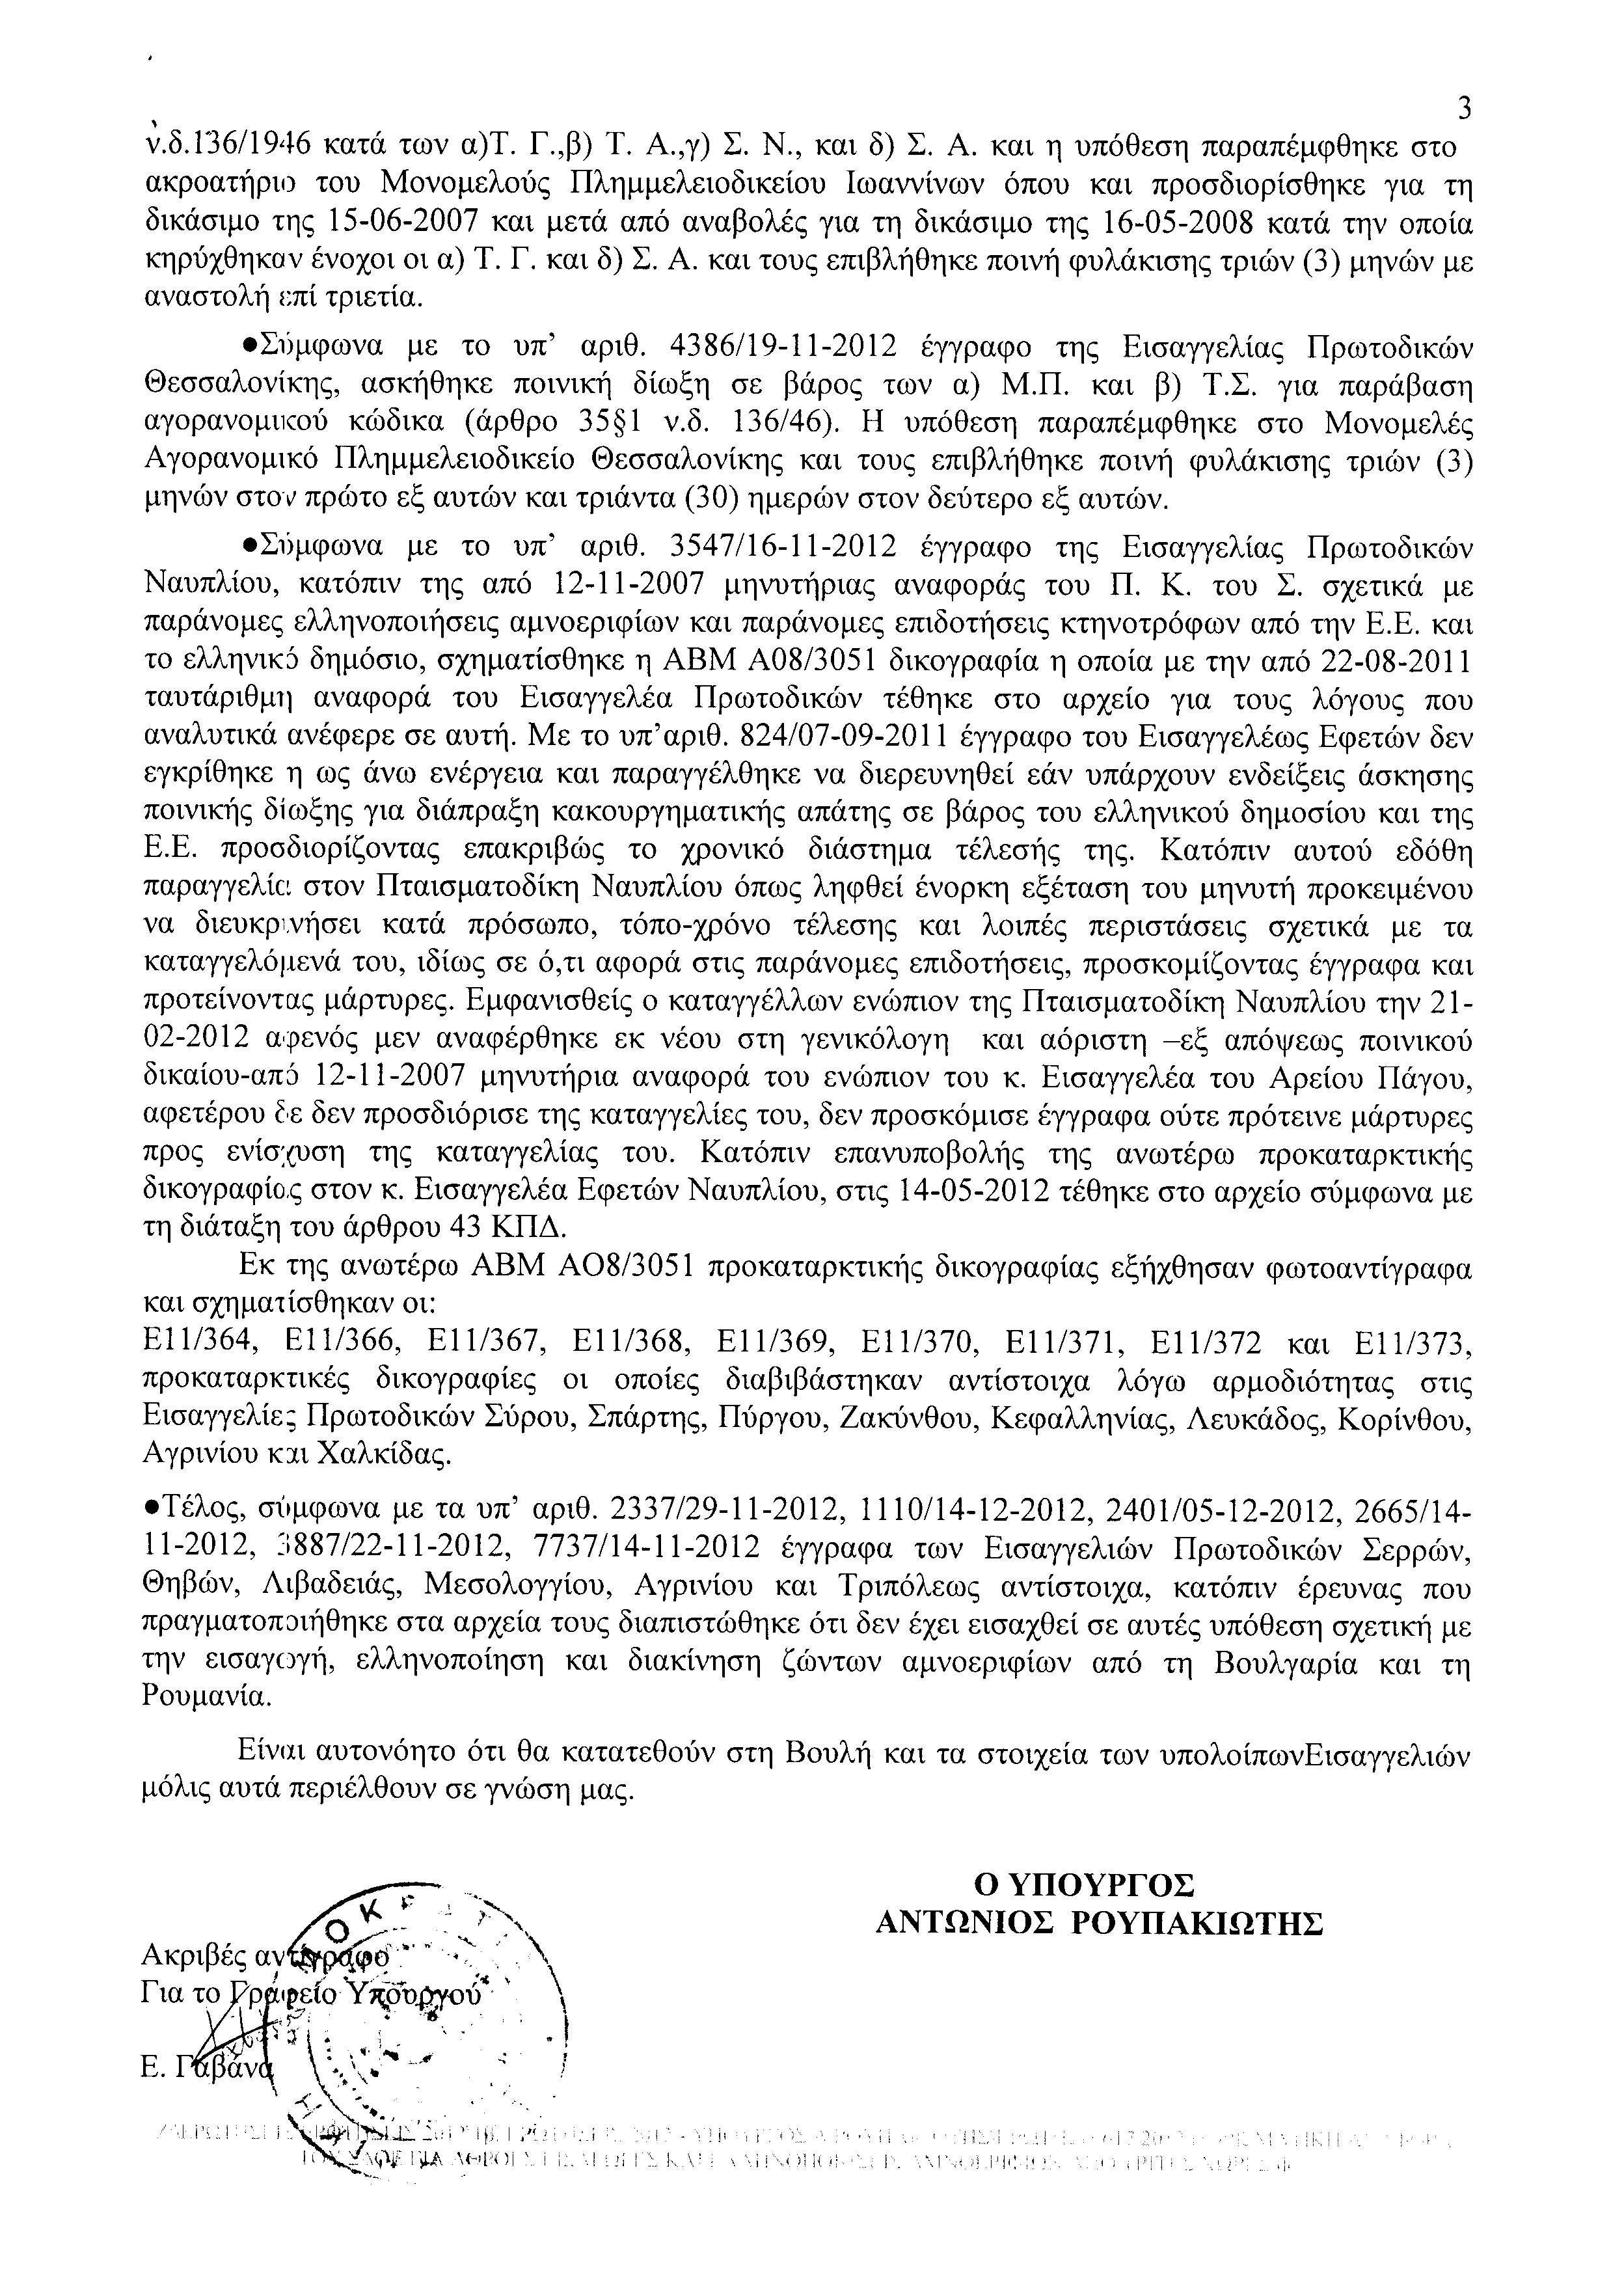 3
ν.δ.136/1946 κατά των α)Τ. Γ.,β) Τ. Α.,γ) Σ. Ν., και δ) Σ. Α. και η υπόθεση παραπέμφθηκε στο
ακροατήριο του Μονομελούς Πλημμελειοδικείου Ιωαννίνων όπου και προσδιορίσθηκε για τη
δικάσιμο της 15-06-2007 και μετά από αναβολές για τη δικάσιμο της 16-05-2008 κατά την οποία
κηρύχθηκαν ένοχοι οι α) Τ. Γ. και δ) Σ. Α. και τους επιβλήθηκε ποινή φυλάκισης τριών (3) μηνών με
αναστολή επί τριετία.
•Σύμφωνα με το υπ’ αριθ. 4386/19-11-2012 έγγραφο της Εισαγγελίας Πρωτοδικών
Θεσσαλονίκης, ασκήθηκε ποινική δίωξη σε βάρος των α) Μ.Π. και β) Τ.Σ. για παράβαση
αγορανομικού κώδικα (άρθρο 35§1 ν.δ. 136/46). Η υπόθεση παραπέμφθηκε στο Μονομελές
Αγορανομικό Πλημμελειοδικείο Θεσσαλονίκης και τους επιβλήθηκε ποινή φυλάκισης τριών (3)
μηνών στον πρώτο εξ αυτών και τριάντα (30) ημερών στον δεύτερο εξ αυτών.
•Σύμφωνα με το υπ’ αριθ. 3547/16-11-2012 έγγραφο της Εισαγγελίας Πρωτοδικών
Ναυπλίου, κατόπιν της από 12-11-2007 μηνυτήριας αναφοράς του Π. Κ. του Σ. σχετικά με
παράνομες ελληνοποιήσεις αμνοεριφίων και παράνομες επιδοτήσεις κτηνοτρόφων από την Ε.Ε. και
το ελληνικό δημόσιο, σχηματίσθηκε η ΑΒΜ Α08/3051 δικογραφία η οποία με την από 22-08-2011
ταυτάριθμη αναφορά του Εισαγγελέα Πρωτοδικών τέθηκε στο αρχείο για τους λόγους που
αναλυτικά ανέφερε σε αυτή. Με το υπ’αριθ. 824/07-09-2011 έγγραφο του Εισαγγελέως Εφετών δεν
εγκρίθηκε η ως άνω ενέργεια και παραγγέλθηκε να διερευνηθεί εάν υπάρχουν ενδείξεις άσκησης
ποινικής δίωξης για διάπραξη κακουργηματικής απάτης σε βάρος του ελληνικού δημοσίου και της
Ε.Ε. προσδιορίζοντας επακριβώς το χρονικό διάστημα τέλεσής της. Κατόπιν αυτού εδόθη
παραγγελία στον Πταισματοδίκη Ναυπλίου όπως ληφθεί ένορκη εξέταση του μηνυτή προκειμένου
να διευκρινήσει κατά πρόσωπο, τόπο-χρόνο τέλεσης και λοιπές περιστάσεις σχετικά με τα
καταγγελόμενά του, ιδίως σε ό,τι αφορά στις παράνομες επιδοτήσεις, προσκομίζοντας έγγραφα και
προτείνοντας μάρτυρες. Εμφανισθείς ο καταγγέλλων ενώπιον της Πταισματοδίκη Ναυπλίου την 21-
02-2012 αφενός μεν αναφέρθηκε εκ νέου στη γενικόλογη και αόριστη –εξ απόψεως ποινικού
δικαίου-από 12-11-2007 μηνυτήρια αναφορά του ενώπιον του κ. Εισαγγελέα του Αρείου Πάγου,
αφετέρου δε δεν προσδιόρισε της καταγγελίες του, δεν προσκόμισε έγγραφα ούτε πρότεινε μάρτυρες
προς ενίσχυση της καταγγελίας του. Κατόπιν επανυποβολής της ανωτέρω προκαταρκτικής
δικογραφίας στον κ. Εισαγγελέα Εφετών Ναυπλίου, στις 14-05-2012 τέθηκε στο αρχείο σύμφωνα με
τη διάταξη του άρθρου 43 ΚΠΔ.
Εκ της ανωτέρω ΑΒΜ ΑΟ8/3051 προκαταρκτικής δικογραφίας εξήχθησαν φωτοαντίγραφα
και σχηματίσθηκαν οι:
Ε11/364, Ε11/366, Ε11/367, Ε11/368, Ε11/369, Ε11/370, Ε11/371, Ε11/372 και Ε11/373,
προκαταρκτικές δικογραφίες οι οποίες διαβιβάστηκαν αντίστοιχα λόγω αρμοδιότητας στις
Εισαγγελίες Πρωτοδικών Σύρου, Σπάρτης, Πύργου, Ζακύνθου, Κεφαλληνίας, Λευκάδος, Κορίνθου,
Αγρινίου και Χαλκίδας.
•Τέλος, σύμφωνα με τα υπ’ αριθ. 2337/29-11-2012, 1110/14-12-2012, 2401/05-12-2012, 2665/14-
11-2012, 3887/22-11-2012, 7737/14-11-2012 έγγραφα των Εισαγγελιών Πρωτοδικών Σερρών,
Θηβών, Λιβαδειάς, Μεσολογγίου, Αγρινίου και Τριπόλεως αντίστοιχα, κατόπιν έρευνας που
πραγματοποιήθηκε στα αρχεία τους διαπιστώθηκε ότι δεν έχει εισαχθεί σε αυτές υπόθεση σχετική με
την εισαγωγή, ελληνοποίηση και διακίνηση ζώντων αμνοεριφίων από τη Βουλγαρία και τη
Ρουμανία.
Είναι αυτονόητο ότι θα κατατεθούν στη Βουλή και τα στοιχεία των υπολοίπωνΕισαγγελιών
μόλις αυτά περιέλθουν σε γνώση μας.
Ο ΥΠΟΥΡΓΟΣ
ΑΝΤΩΝΙΟΣ ΡΟΥΠΑΚΙΩΤΗΣ
Ακριβές αντίγραφο
Για το Γραφείο Υπουργού
Ε. Γαβανά